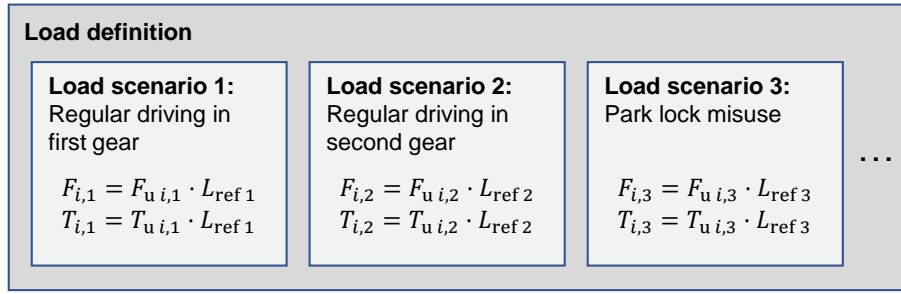 Load definition
Load scenario 1:
Regular driving in
first gear
F_{i,1} = F_{u i,1} · L_{ref 1}
T_{i,1} = T_{u i,1} · L_{ref 1}
Load scenario 2:
Regular driving in
second gear
F_{i,2} = F_{u i,2} · L_{ref 2}
T_{i,2} = T_{u i,2} · L_{ref 2}
Load scenario 3:
Park lock misuse
F_{i,3} = F_{u i,3} · L_{ref 3}
T_{i,3} = T_{u i,3} · L_{ref 3}
...